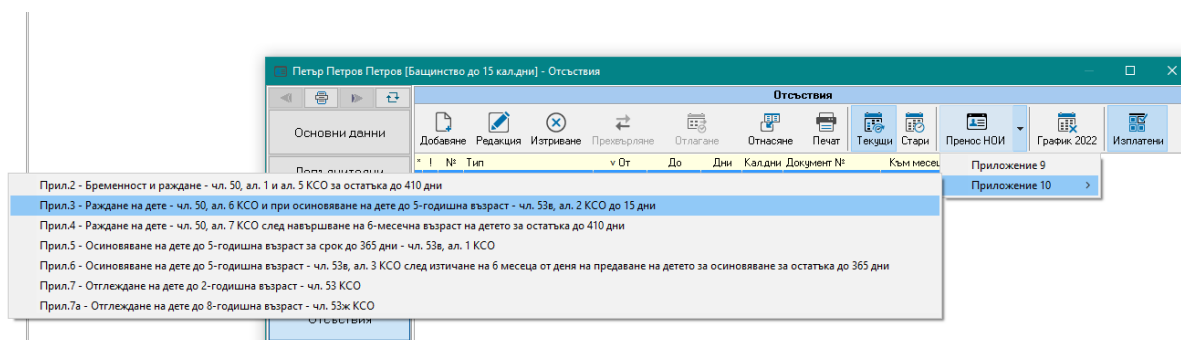 Петър Петров Петров [Бащинство до 15 кал.дни] - Отсъствия
Отсъствия
Основни данни
Добавяне Редакция Изтриване Прехвърляне Отлагане Отнасяне Печат Текущи Стари Пренос НОИ График 2022 Изплатени
* ! № Тип v От До Дни Кал.дни Документ № Към месец
Приложение 9
Приложение 10
Прил.2 - Бременност и раждане - чл. 50, ал. 1 и ал. 5 КСО за остатъка до 410 дни
Прил.3 - Раждане на дете - чл. 50, ал. 6 КСО и при осиновяване на дете до 5-годишна възраст - чл. 53в, ал. 2 КСО до 15 дни
Прил.4 - Раждане на дете - чл. 50, ал. 7 КСО след навършване на 6-месечна възраст на детето за остатъка до 410 дни
Прил.5 - Осиновяване на дете до 5-годишна възраст за срок до 365 дни - чл. 53в, ал. 1 КСО
Прил.6 - Осиновяване на дете до 5-годишна възраст - чл. 53в, ал. 3 КСО след изтичане на 6 месеца от деня на предаване на детето за осиновяване за остатъка до 365 дни
Прил.7 - Отглеждане на дете до 2-годишна възраст - чл. 53 КСО
Прил.7а - Отглеждане на дете до 8-годишна възраст - чл. 53ж КСО
Отсъствия